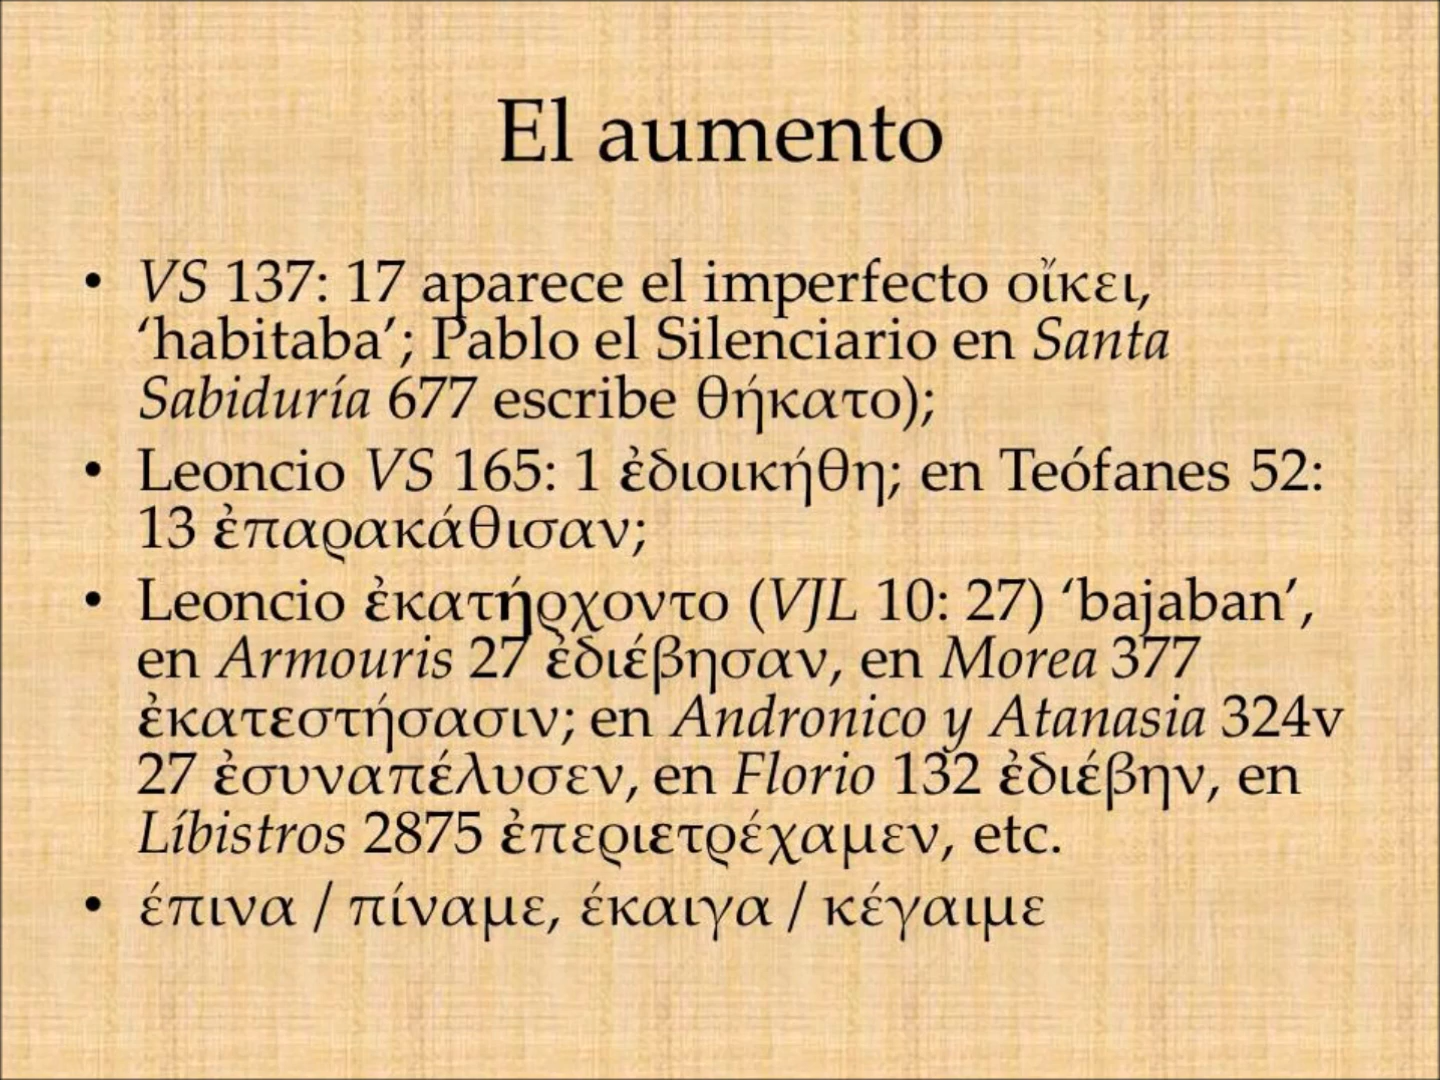 El aumento
• VS 137: 17 aparece el imperfecto οἴκει,
‘habitaba’; Pablo el Silenciario en Santa
Sabiduría 677 escribe θήκατο);
• Leoncio VS 165: 1 ἐδιοικήθη; en Teófanes 52:
13 ἐπαρακάθισαν;
• Leoncio ἐκατήρχοντο (VJL 10: 27) ‘bajaban’,
en Armouris 27 ἐδιέβησαν, en Morea 377
ἐκατεστήσασιν; en Andronico y Atanasia 324v
27 ἐσυναπέλυσεν, en Florio 132 ἐδιέβην, en
Líbistros 2875 ἐπεριετρέχαμεν, etc.
• έπινα / πίναμε, έκαιγα / κέγαιμε